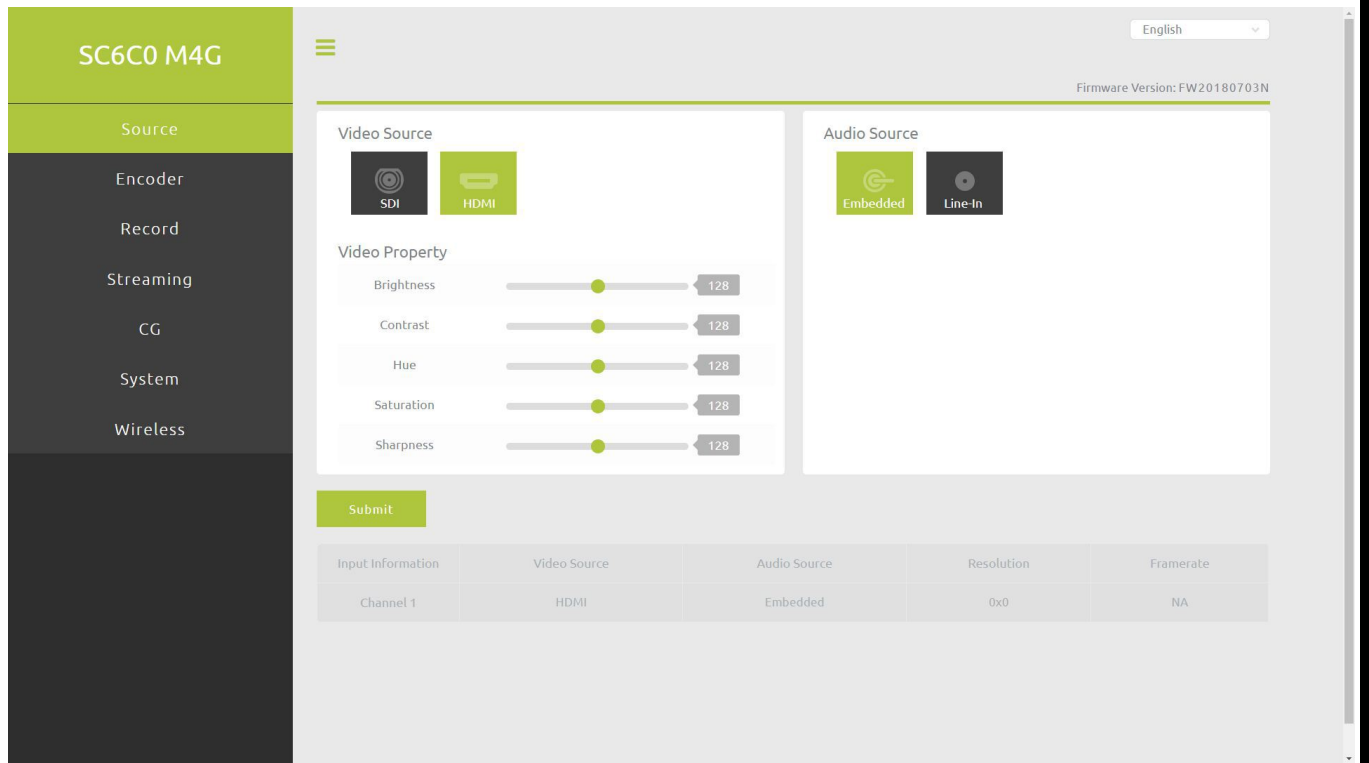 SC6C0 M4G
English
Firmware Version: FW20180703N
Source
Encoder
Record
Streaming
CG
System
Wireless
Video Source
SDI
HDMI
Video Property
Brightness 128
Contrast 128
Hue 128
Saturation 128
Sharpness 128
Audio Source
Embedded
Line-In
Submit
Input Information Video Source Audio Source Resolution Framerate
Channel 1 HDMI Embedded 0x0 NA